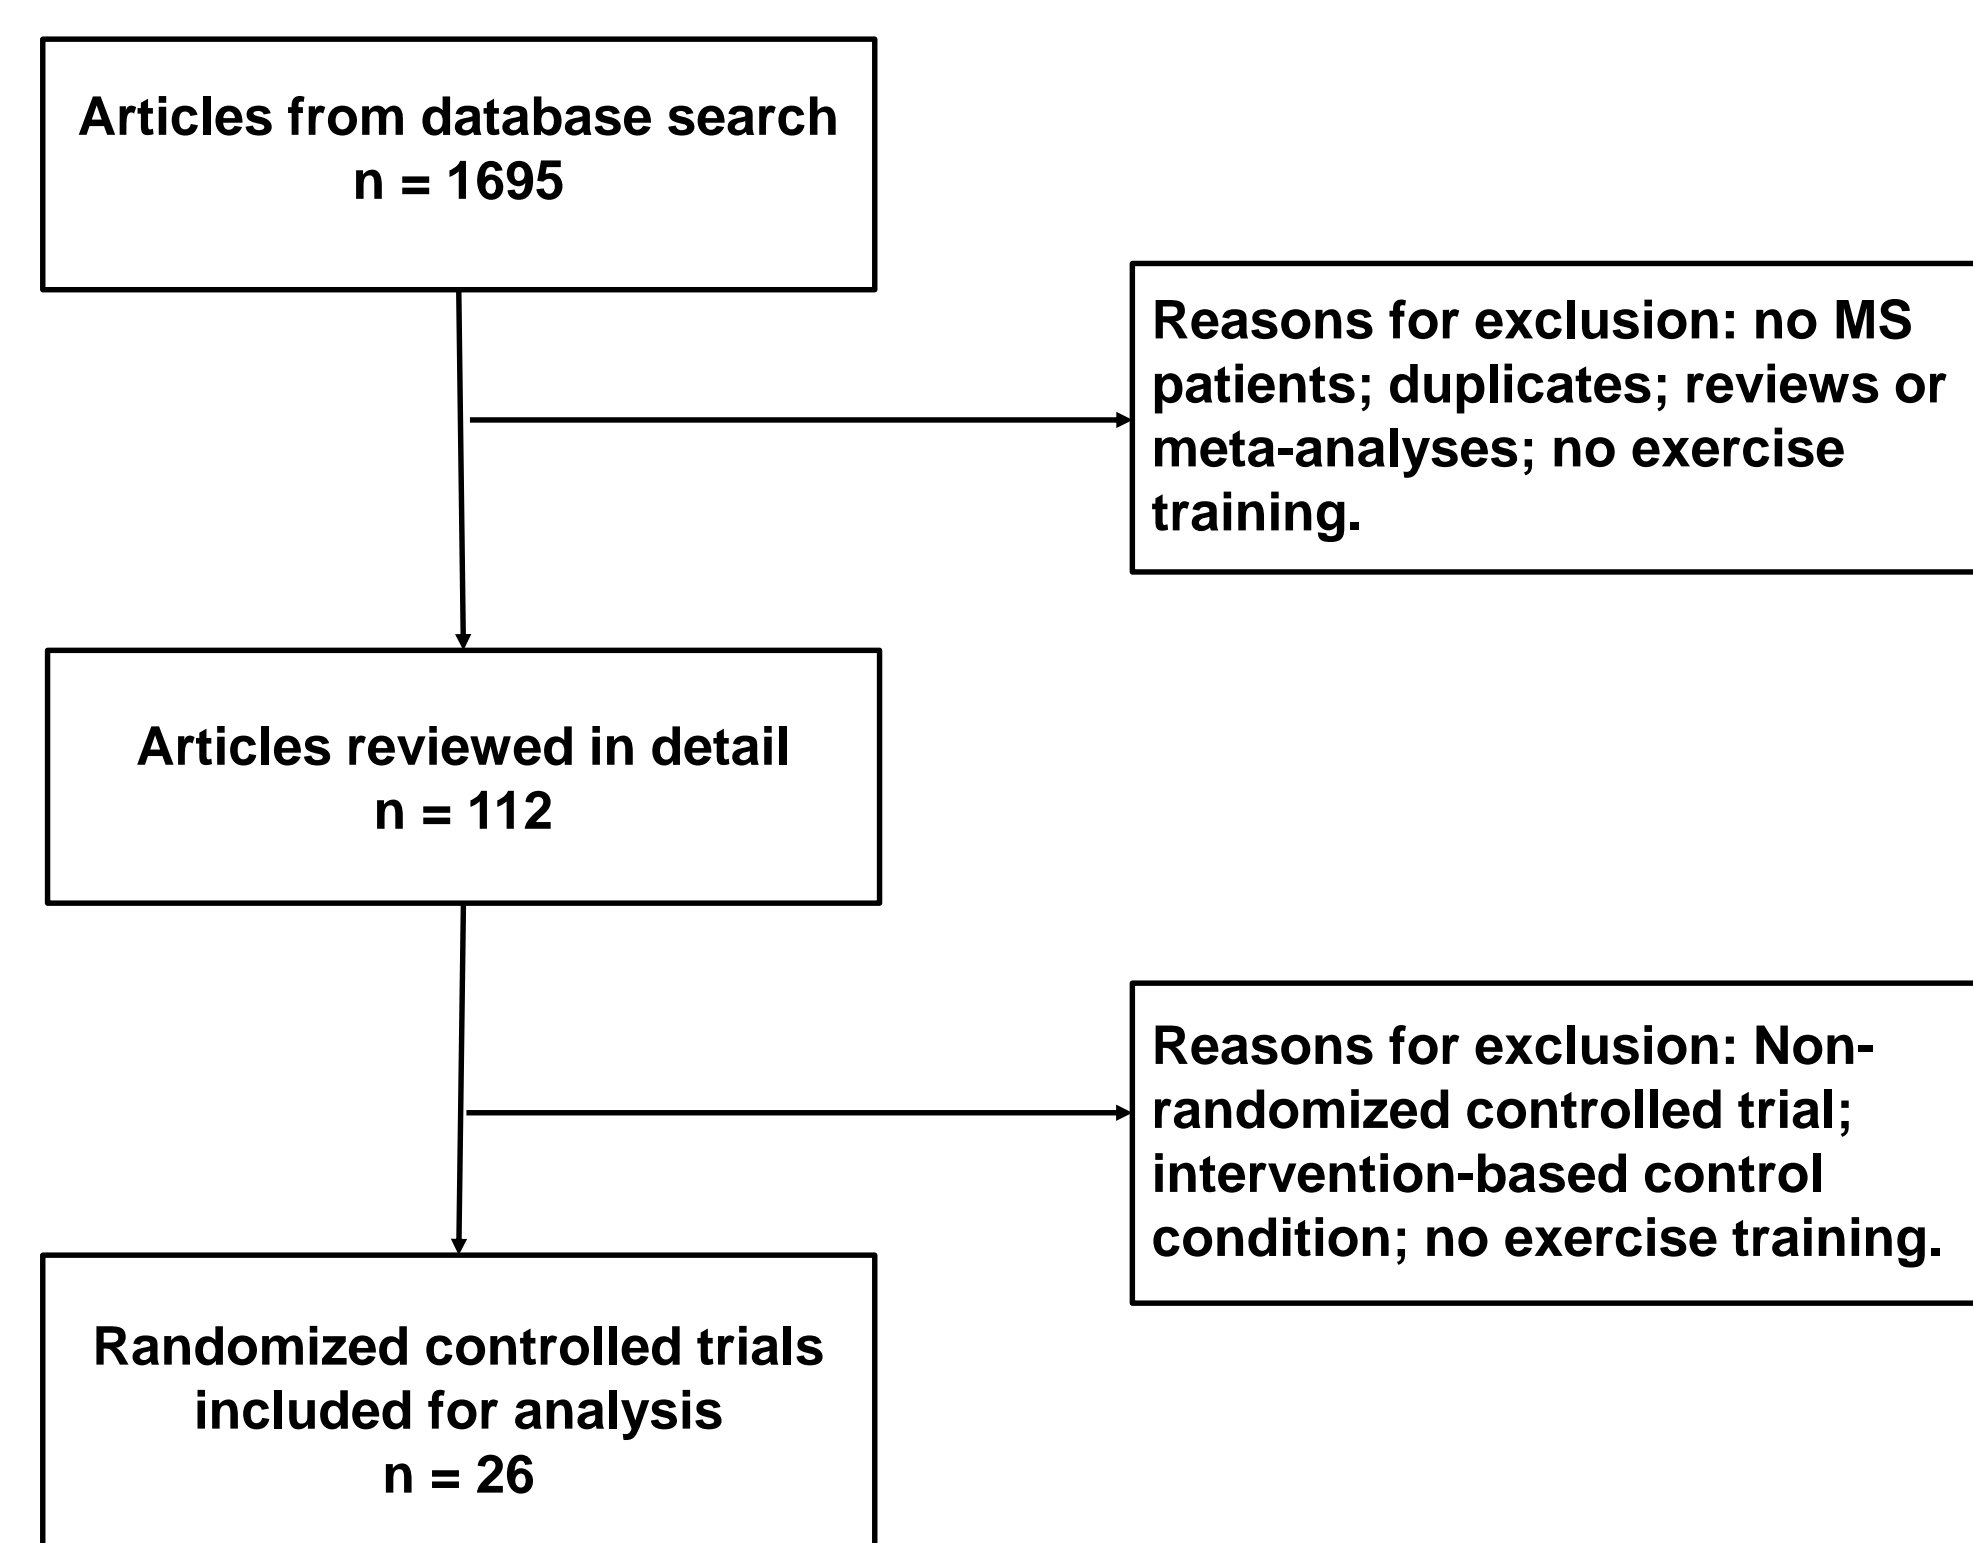 Articles from database search
n = 1695
Reasons for exclusion: no MS
patients; duplicates; reviews or
meta-analyses; no exercise
training.
Articles reviewed in detail
n = 112
Reasons for exclusion: Non-
randomized controlled trial;
intervention-based control
condition; no exercise training.
Randomized controlled trials
included for analysis
n = 26